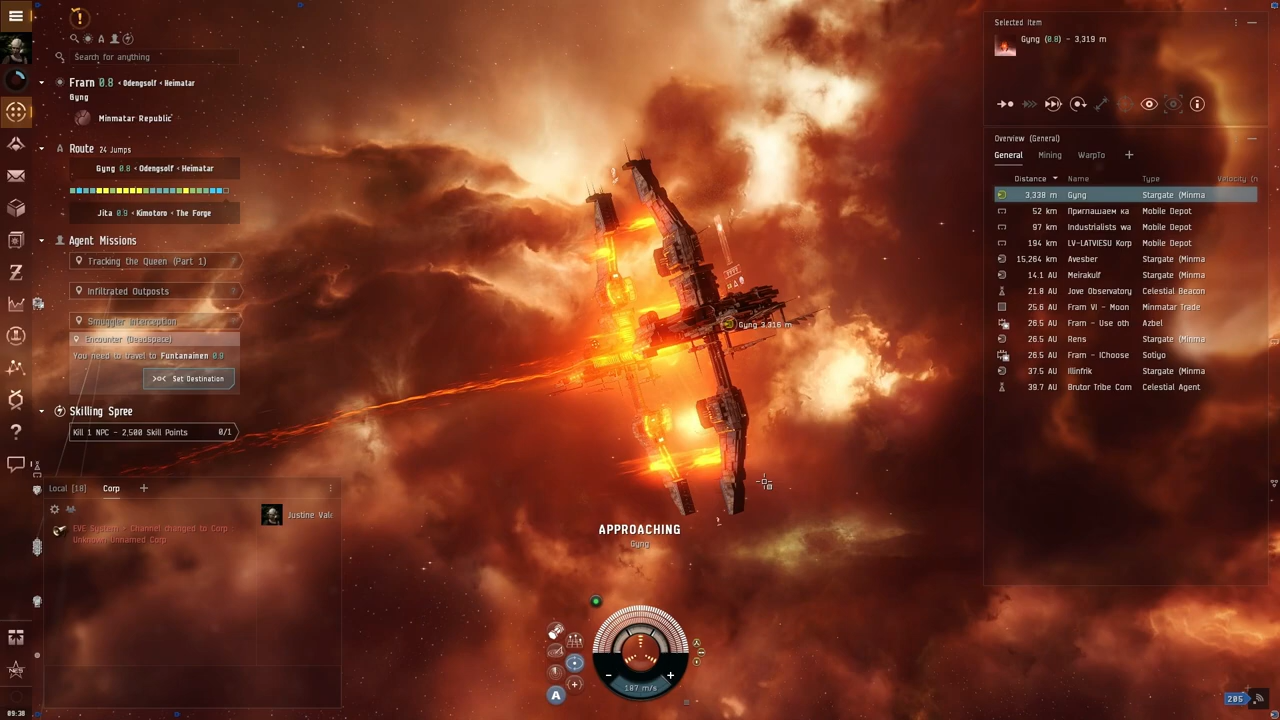 Search for anything
Frarn 0.8 < Odengsolf < Heimatar
Gyng
Minmatar Republic
Route 24 Jumps
Gyng 0.8 < Odengsolf < Heimatar
Jita 0.9 < Kimotoro < The Forge
Agent Missions
Tracking the Queen (Part 1)
Infiltrated Outposts
Smuggler Interception
Encounter (Deadspace)
You need to travel to Funtanainen 0.8
Set Destination
Skilling Spree
Kill 1 NPC - 2,500 Skill Points 0/1
Local [18] Corp
EVE System > Channel changed to Corp :
Unknown Unnamed Corp
Justine Val
09:38
NES
Gyng 3,316 m
APPROACHING
Gyng
187 m/s
A
Selected Item
Gyng (0.8) - 3,319 m
Overview (General)
General Mining WarpTo
Distance Name Type Velocity (m
3,338 m Gyng Stargate (Minma
52 km Приглашаем ка Mobile Depot
97 km Industrialists wa Mobile Depot
194 km LV-LATVIESU Korp Mobile Depot
15,264 km Avesber Stargate (Minma
14.1 AU Meirakulf Stargate (Minma
21.8 AU Jove Observatory Celestial Beacon
25.6 AU Frarn VI - Moon Minmatar Trade
26.5 AU Frarn - Use oth Azbel
26.5 AU Rens Stargate (Minma
26.5 AU Frarn - IChoose Sotiyo
37.5 AU Illinfrik Stargate (Minma
39.7 AU Brutor Tribe Com Celestial Agent
205